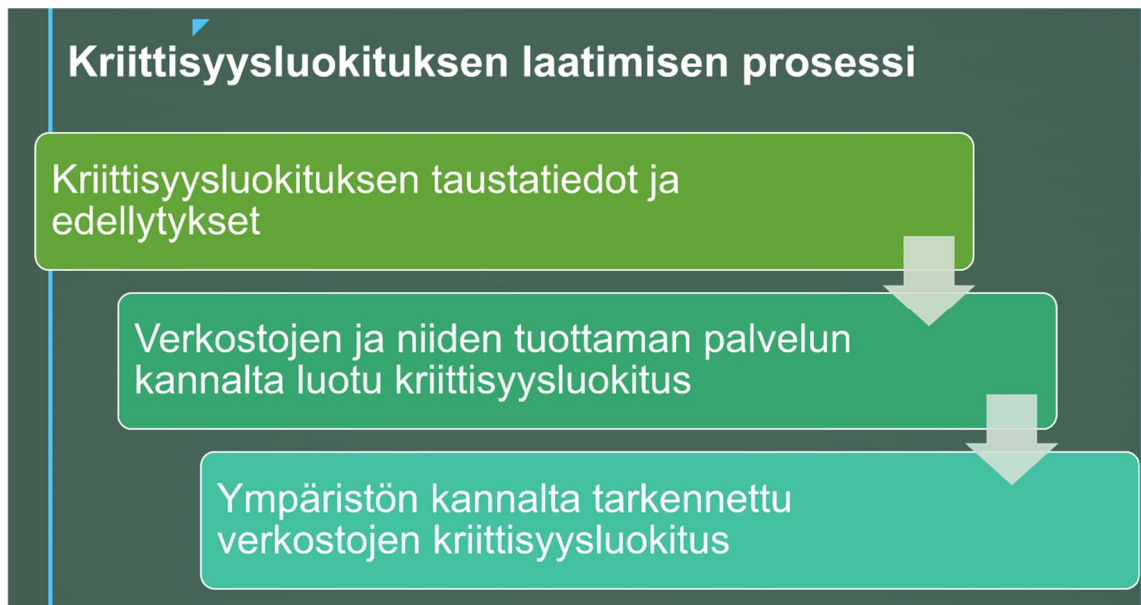 Kriittisyysluokituksen laatimisen prosessi
Kriittisyysluokituksen taustatiedot ja
edellytykset
Verkostojen ja niiden tuottaman palvelun
kannalta luotu kriittisyysluokitus
Ympäristön kannalta tarkennettu
verkostojen kriittisyysluokitus